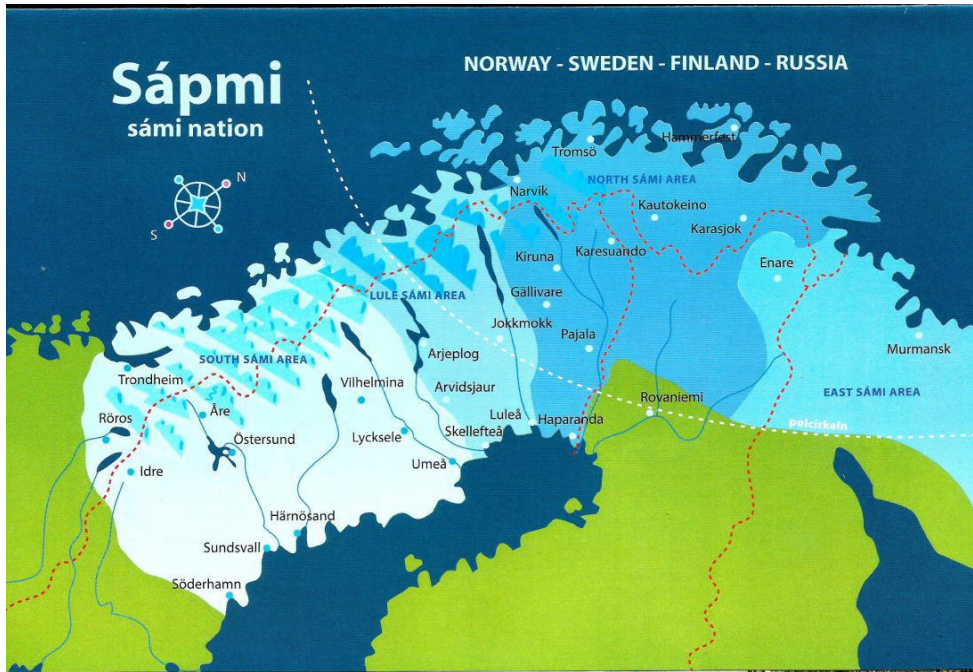 Sápmi
sámi nation
NORWAY - SWEDEN - FINLAND - RUSSIA
N
S
Hammerfest
Tromsö
NORTH SÁMI AREA
Narvik
Kautokeino
Karasjok
Karesuando
Kiruna
Enare
Gällivare
LULE SÁMI AREA
Jokkmokk
Pajala
Murmansk
Arjeplog
SOUTH SÁMI AREA
Trondheim
Vilhelmina
Arvidsjaur
EAST SÁMI AREA
Rovaniemi
Röros
Åre
Luleå
Haparanda
polcirkeln
Östersund
Lycksele
Skellefteå
Idre
Umeå
Härnösand
Sundsvall
Söderhamn